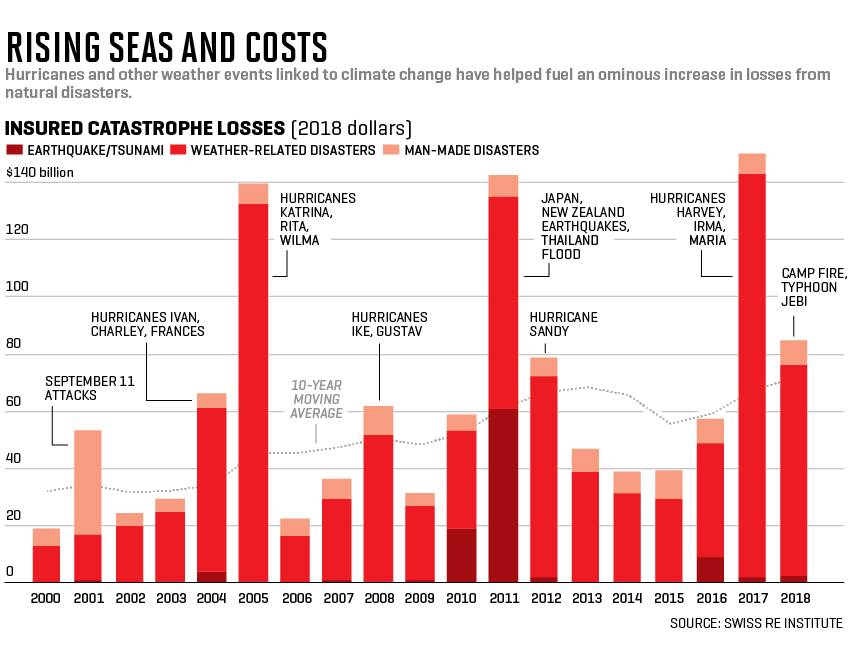 RISING SEAS AND COSTS
Hurricanes and other weather events linked to climate change have helped fuel an ominous increase in losses from
natural disasters.
INSURED CATASTROPHE LOSSES (2018 dollars)
EARTHQUAKE/TSUNAMI WEATHER-RELATED DISASTERS MAN-MADE DISASTERS
$140 billion
120
100
80
60
40
20
0
SEPTEMBER 11
ATTACKS
HURRICANES IVAN,
CHARLEY, FRANCES
HURRICANES
KATRINA,
RITA,
WILMA
10-YEAR
MOVING
AVERAGE
HURRICANES
IKE, GUSTAV
JAPAN,
NEW ZEALAND
EARTHQUAKES,
THAILAND
FLOOD
HURRICANE
SANDY
HURRICANES
HARVEY,
IRMA,
MARIA
CAMP FIRE,
TYPHOON
JEBI
2000 2001 2002 2003 2004 2005 2006 2007 2008 2009 2010 2011 2012 2013 2014 2015 2016 2017 2018
SOURCE: SWISS RE INSTITUTE